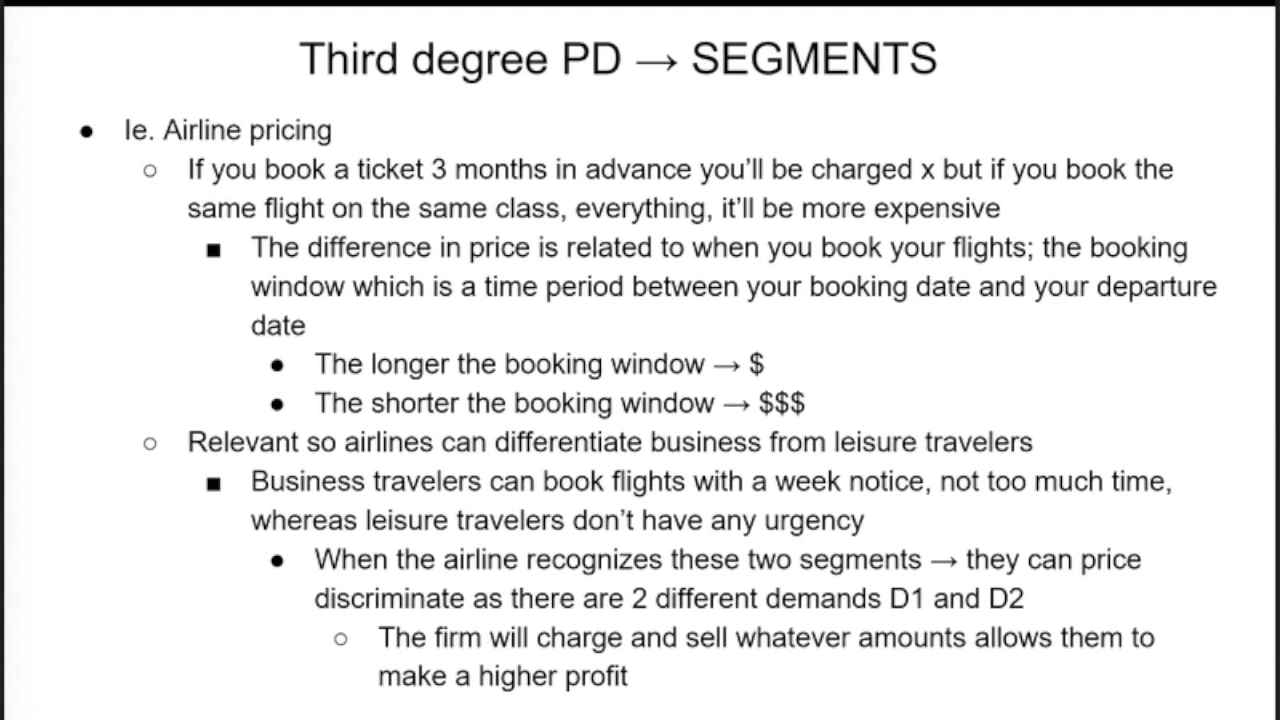 Third degree PD → SEGMENTS
● Ie. Airline pricing
○ If you book a ticket 3 months in advance you’ll be charged x but if you book the
same flight on the same class, everything, it’ll be more expensive
■ The difference in price is related to when you book your flights; the booking
window which is a time period between your booking date and your departure
date
● The longer the booking window → $
● The shorter the booking window → $$$
○ Relevant so airlines can differentiate business from leisure travelers
■ Business travelers can book flights with a week notice, not too much time,
whereas leisure travelers don’t have any urgency
● When the airline recognizes these two segments → they can price
discriminate as there are 2 different demands D1 and D2
○ The firm will charge and sell whatever amounts allows them to
make a higher profit